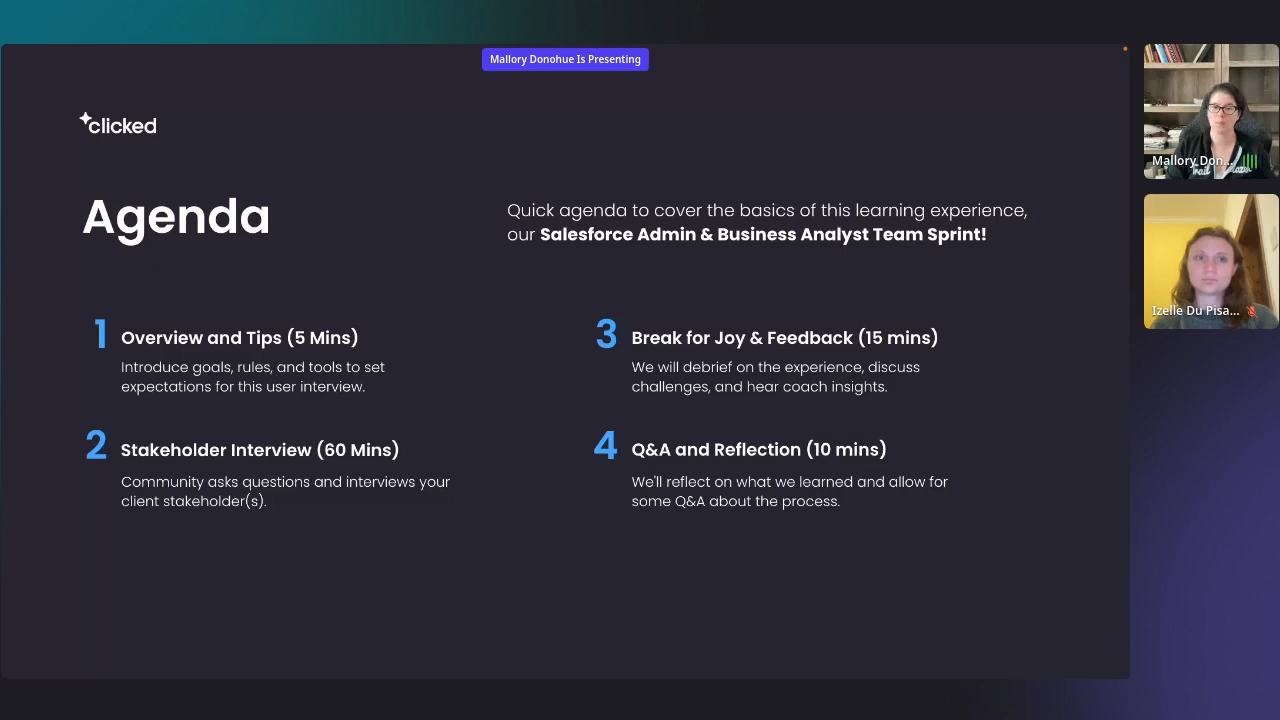 Mallory Donohue Is Presenting
clicked
Agenda
Quick agenda to cover the basics of this learning experience,
our Salesforce Admin & Business Analyst Team Sprint!
1 Overview and Tips (5 Mins)
Introduce goals, rules, and tools to set
expectations for this user interview.
2 Stakeholder Interview (60 Mins)
Community asks questions and interviews your
client stakeholder(s).
3 Break for Joy & Feedback (15 mins)
We will debrief on the experience, discuss
challenges, and hear coach insights.
4 Q&A and Reflection (10 mins)
We'll reflect on what we learned and allow for
some Q&A about the process.
Mallory Don...
Izelle Du Pisa...